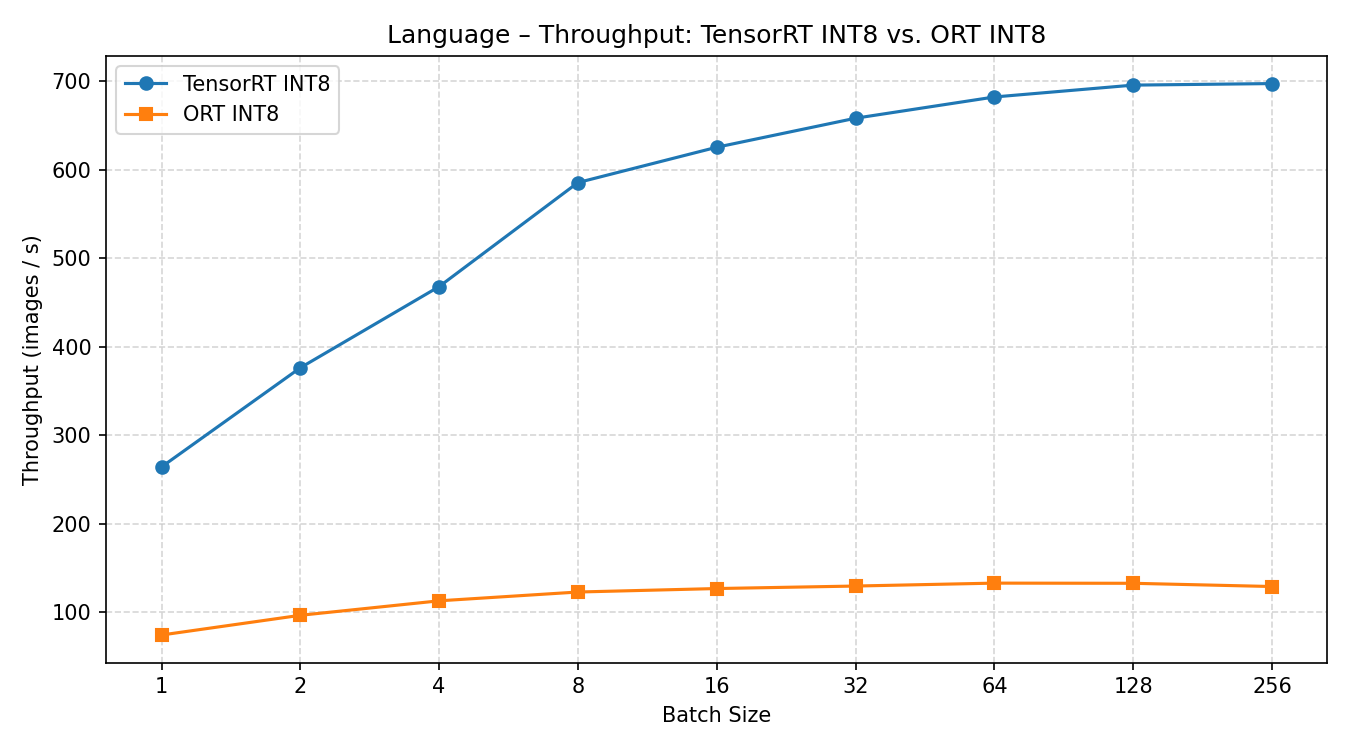 Language – Throughput: TensorRT INT8 vs. ORT INT8
TensorRT INT8
ORT INT8
Throughput (images / s)
700
600
500
400
300
200
100
1 2 4 8 16 32 64 128 256
Batch Size